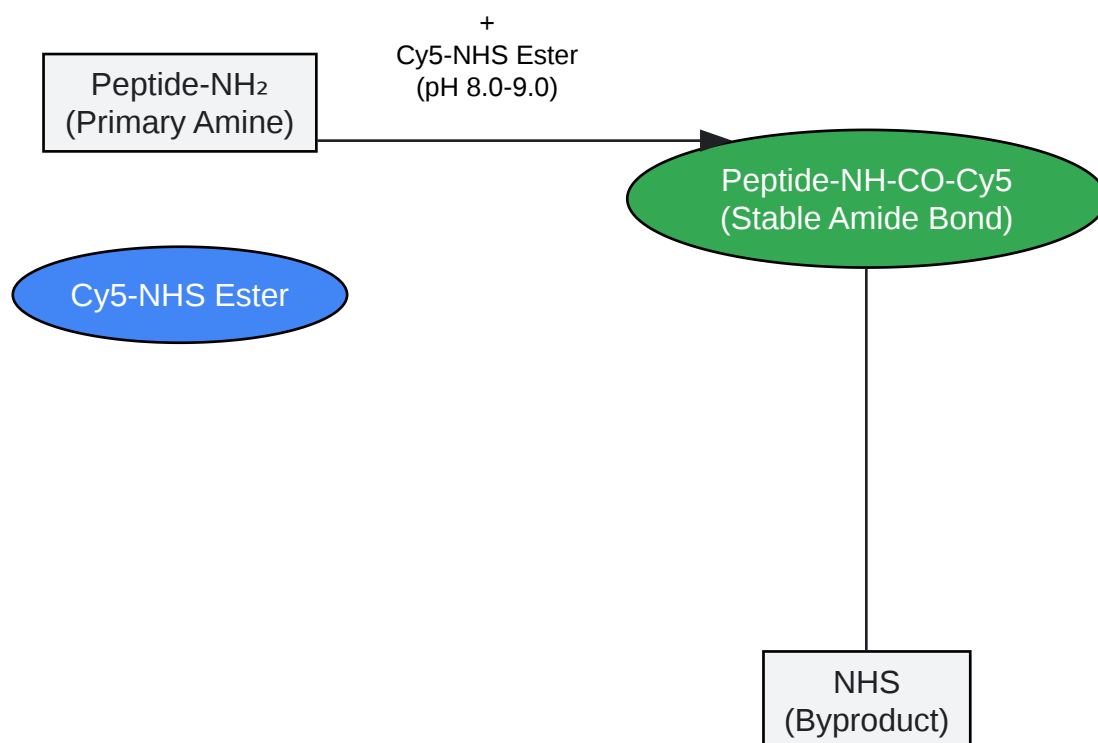 +
Cy5-NHS Ester
(pH 8.0-9.0)
Peptide-NH₂
(Primary Amine)
Peptide-NH-CO-Cy5
(Stable Amide Bond)
Cy5-NHS Ester
NHS
(Byproduct)